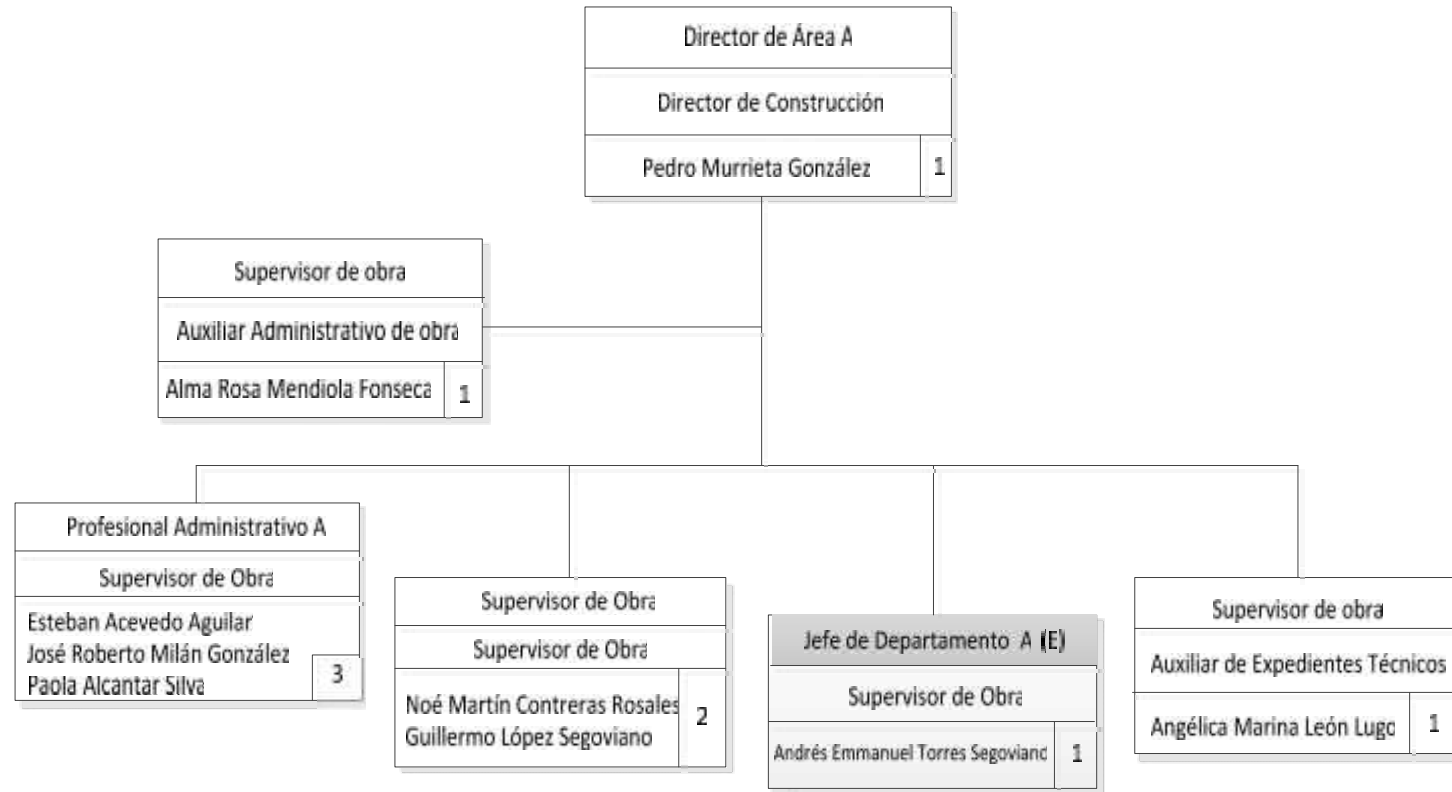 Director de Área A
Director de Construcción
Pedro Murrieta González 1
Supervisor de obra
Auxiliar Administrativo de obra
Alma Rosa Mendiola Fonseca 1
Profesional Administrativo A
Supervisor de Obra
Esteban Acevedo Aguilar
José Roberto Milán González
Paola Alcantar Silva
3
Supervisor de Obra
Supervisor de Obra
Noé Martín Contreras Rosales
Guillermo López Segoviano
2
Jefe de Departamento A (E)
Supervisor de Obra
Andrés Emmanuel Torres Segoviano 1
Supervisor de obra
Auxiliar de Expedientes Técnicos
Angélica Marina León Lugo 1